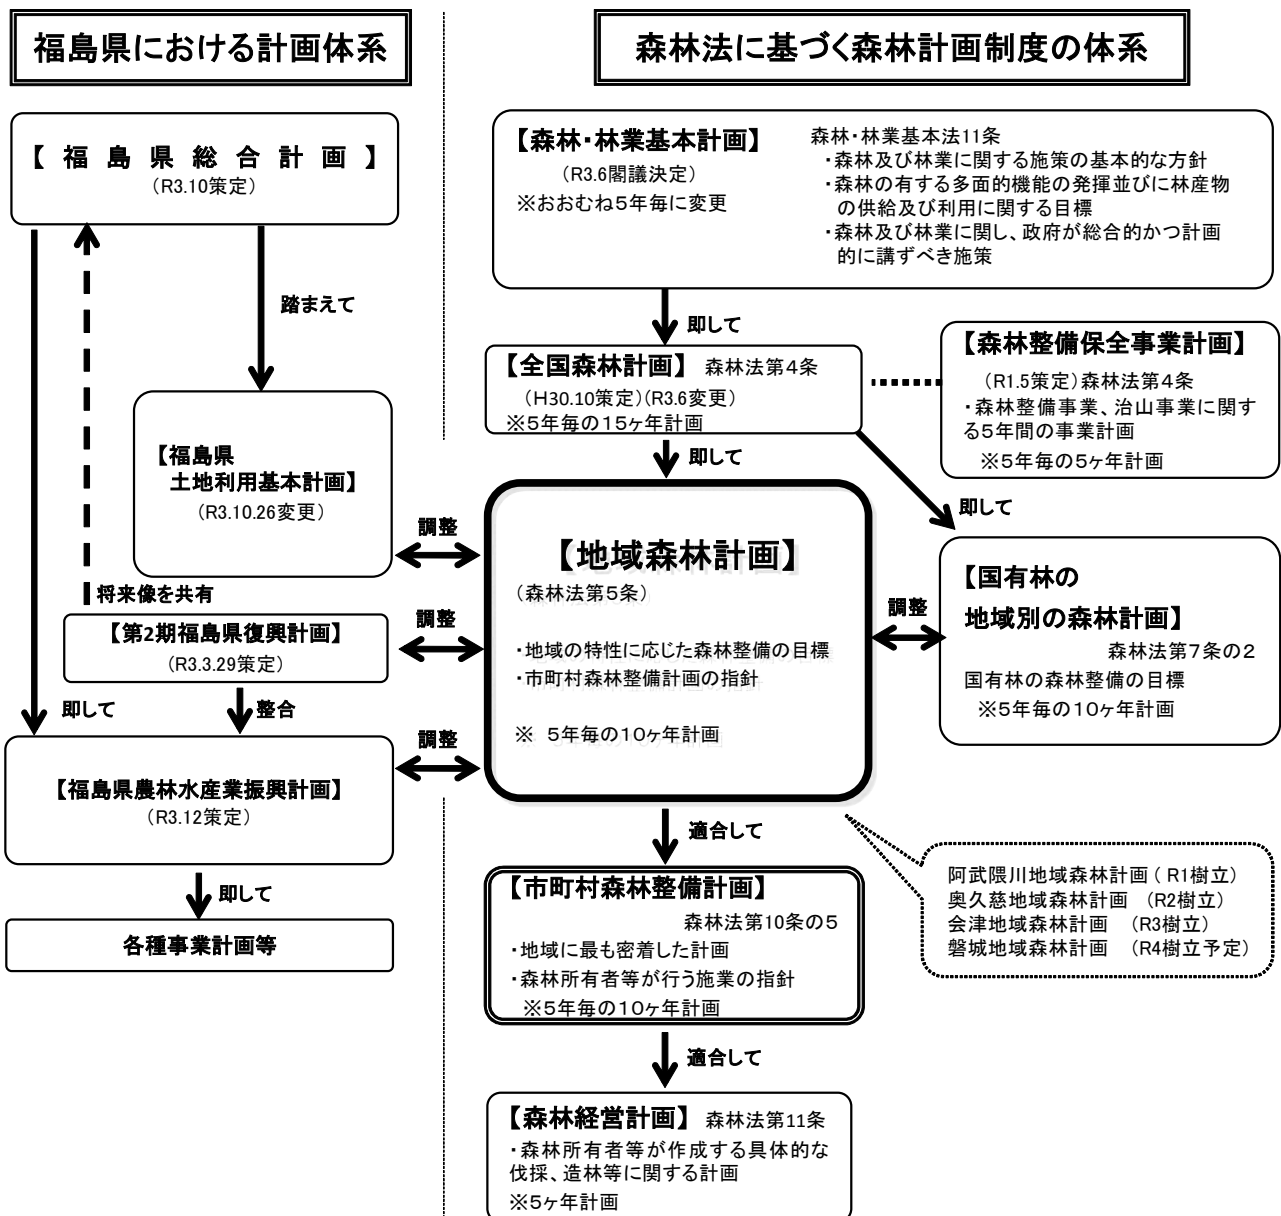 福島県における計画体系
【 福 島 県 総 合 計 画 】
（R3.10策定）
踏まえて
【福島県
土地利用基本計画】
（R3.10.26変更）
調整
将来像を共有
【第2期福島県復興計画】
（R3.3.29策定）
調整
即して
整合
【福島県農林水産業振興計画】
（R3.12策定）
調整
即して
各種事業計画等
森林法に基づく森林計画制度の体系
【森林・林業基本計画】
（R3.6閣議決定）
※おおむね５年毎に変更
森林・林業基本法11条
・森林及び林業に関する施策の基本的な方針
・森林の有する多面的機能の発揮並びに林産物
の供給及び利用に関する目標
・森林及び林業に関し、政府が総合的かつ計画
的に講ずべき施策
即して
【全国森林計画】 森林法第４条
（H30.10策定）（R3.6変更）
※５年毎の１５ヶ年計画
【森林整備保全事業計画】
（R1.5策定）森林法第４条
・森林整備事業、治山事業に関す
る５年間の事業計画
※５年毎の５ヶ年計画
即して
即して
【地域森林計画】
（森林法第５条）
・地域の特性に応じた森林整備の目標
・市町村森林整備計画の指針
※ ５年毎の１０ヶ年計画
調整
【国有林の
地域別の森林計画】
森林法第７条の２
国有林の森林整備の目標
※５年毎の１０ヶ年計画
適合して
阿武隈川地域森林計画（ R1樹立）
奥久慈地域森林計画 （R2樹立）
会津地域森林計画 （R3樹立）
磐城地域森林計画 （R4樹立予定）
【市町村森林整備計画】
森林法第10条の５
・地域に最も密着した計画
・森林所有者等が行う施業の指針
※５年毎の１０ヶ年計画
適合して
【森林経営計画】 森林法第11条
・森林所有者等が作成する具体的な
伐採、造林等に関する計画
※５ヶ年計画